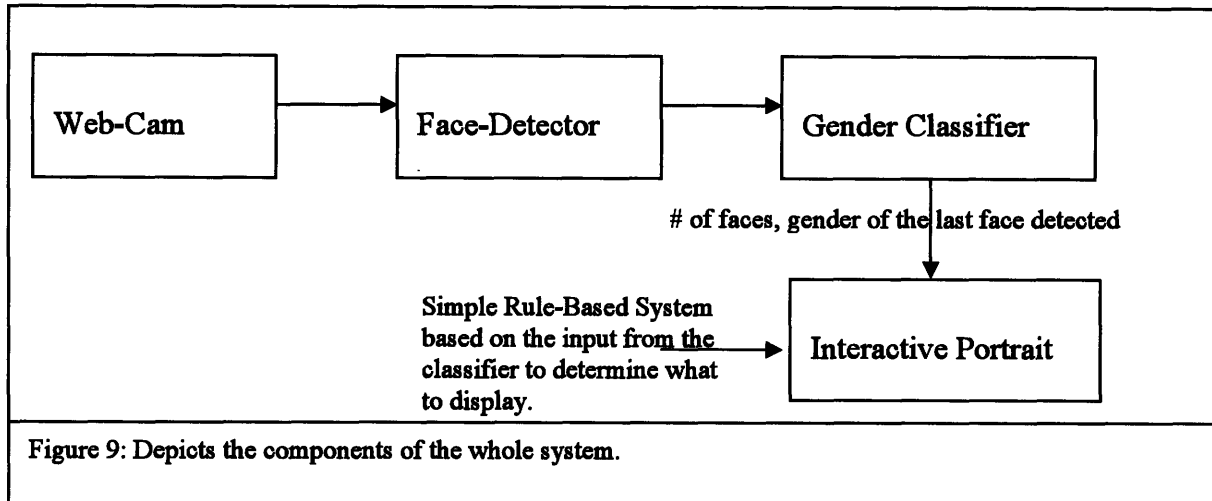 Web-Cam
Face-Detector
Gender Classifier
# of faces, gender of the last face detected
Simple Rule-Based System
based on the input from the
classifier to determine what
to display.
Interactive Portrait
Figure 9: Depicts the components of the whole system.